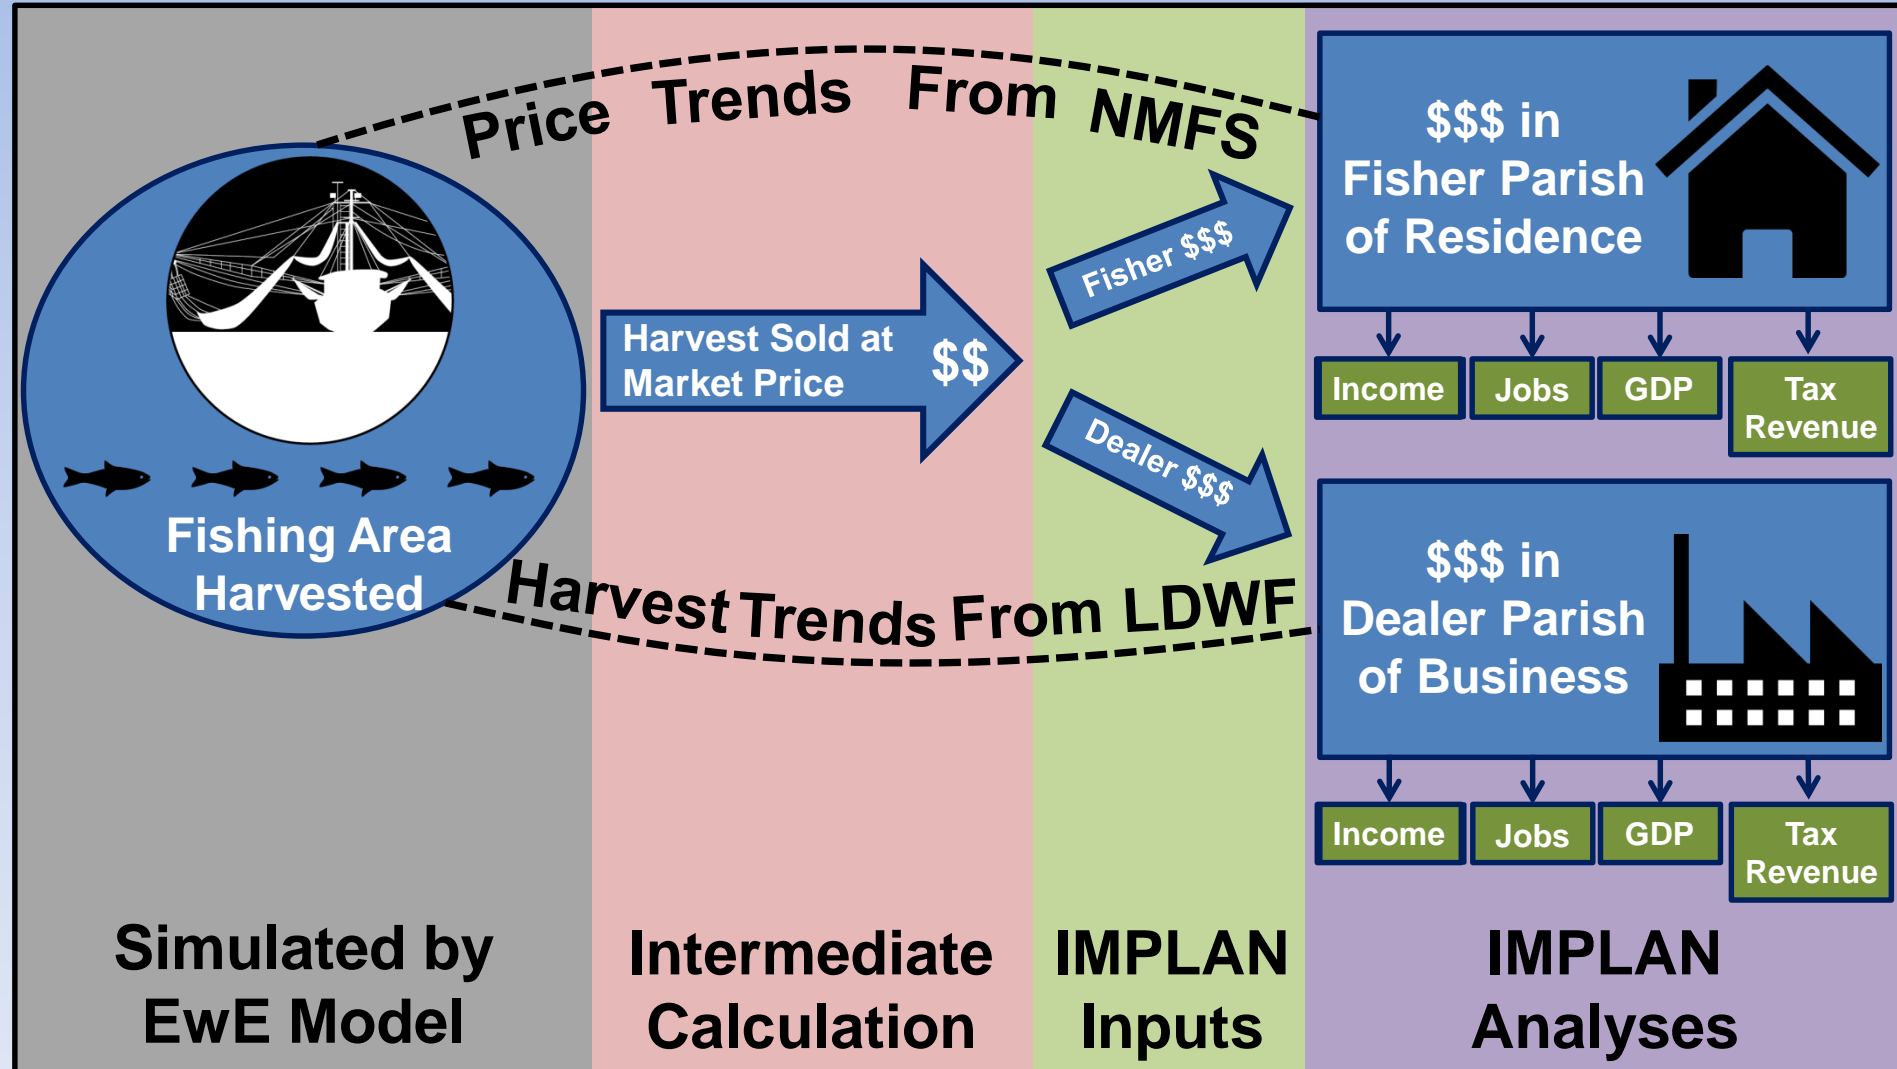 Price Trends From NMFS
Fishing Area
Harvested
Harvest Sold at
Market Price
$$
Fisher $$$
Dealer $$$
Harvest Trends From LDWF
$$$ in
Fisher Parish
of Residence
Income
Jobs
GDP
Tax
Revenue
$$$ in
Dealer Parish
of Business
Income
Jobs
GDP
Tax
Revenue
Simulated by
EwE Model
Intermediate
Calculation
IMPLAN
Inputs
IMPLAN
Analyses